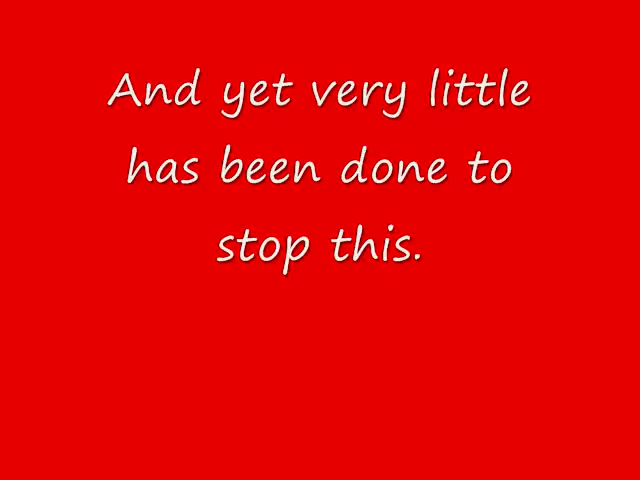 And yet very little
has been done to
stop this.